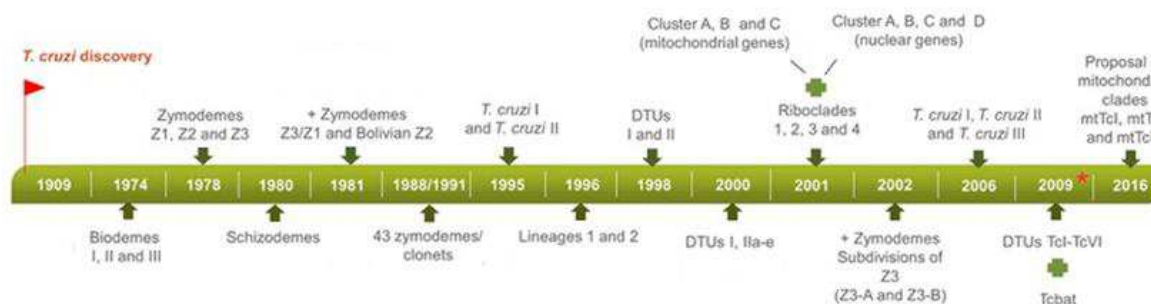 Cluster A, B and C
(mitochondrial genes)
Cluster A, B, C and D
(nuclear genes)
T. cruzi discovery
Zymodemes
Z1, Z2 and Z3
+ Zymodemes
Z3/Z1 and Bolivian Z2
T. cruzi I
and T. cruzi II
DTUs
I and II
Riboclades
1, 2, 3 and 4
T. cruzi I, T. cruzi II
and T. cruzi III
Proposal
mitochond
clades
mtTcI, mtT
and mtTc
1909 1974 1978 1980 1981 1988/1991 1995 1996 1998 2000 2001 2002 2006 2009 * 2016
Biodemes
I, II and III
Schizodemes
43 zymodemes/
clonets
Lineages 1 and 2
DTUs I, IIa-e
+ Zymodemes
Subdivisions of
Z3
(Z3-A and Z3-B)
DTUs TcI-TcVI
Tcbat